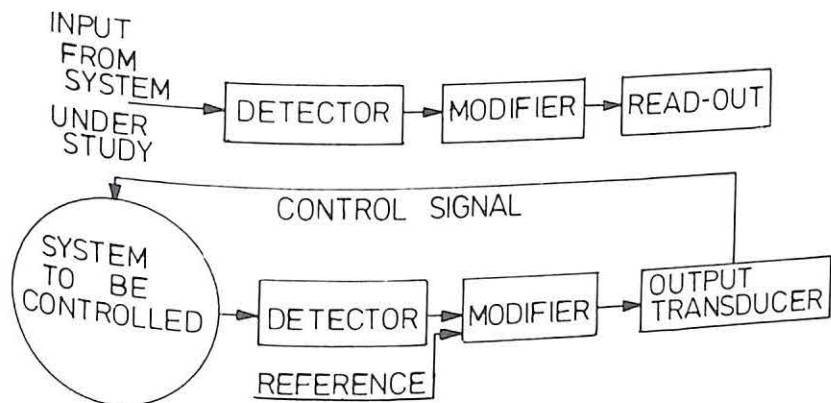 INPUT
FROM
SYSTEM
UNDER
STUDY
DETECTOR
MODIFIER
READ-OUT
CONTROL SIGNAL
SYSTEM
TO BE
CONTROLLED
DETECTOR
MODIFIER
OUTPUT
TRANSDUCER
REFERENCE